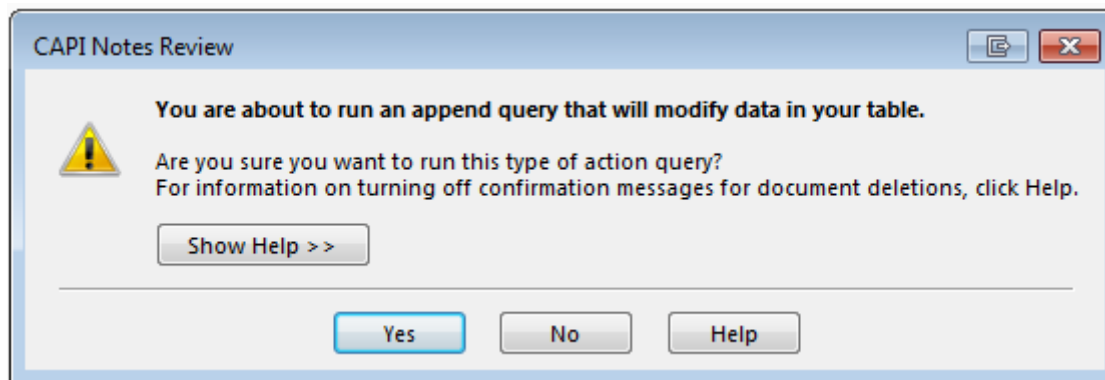 CAPI Notes Review
You are about to run an append query that will modify data in your table.
Are you sure you want to run this type of action query?
For information on turning off confirmation messages for document deletions, click Help.
Show Help >>
Yes
No
Help